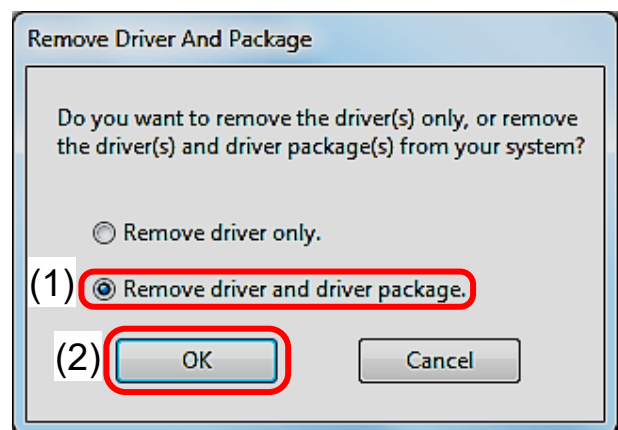 Remove Driver And Package
Do you want to remove the driver(s) only, or remove
the driver(s) and driver package(s) from your system?
Remove driver only.
(1) Remove driver and driver package.
(2) OK Cancel